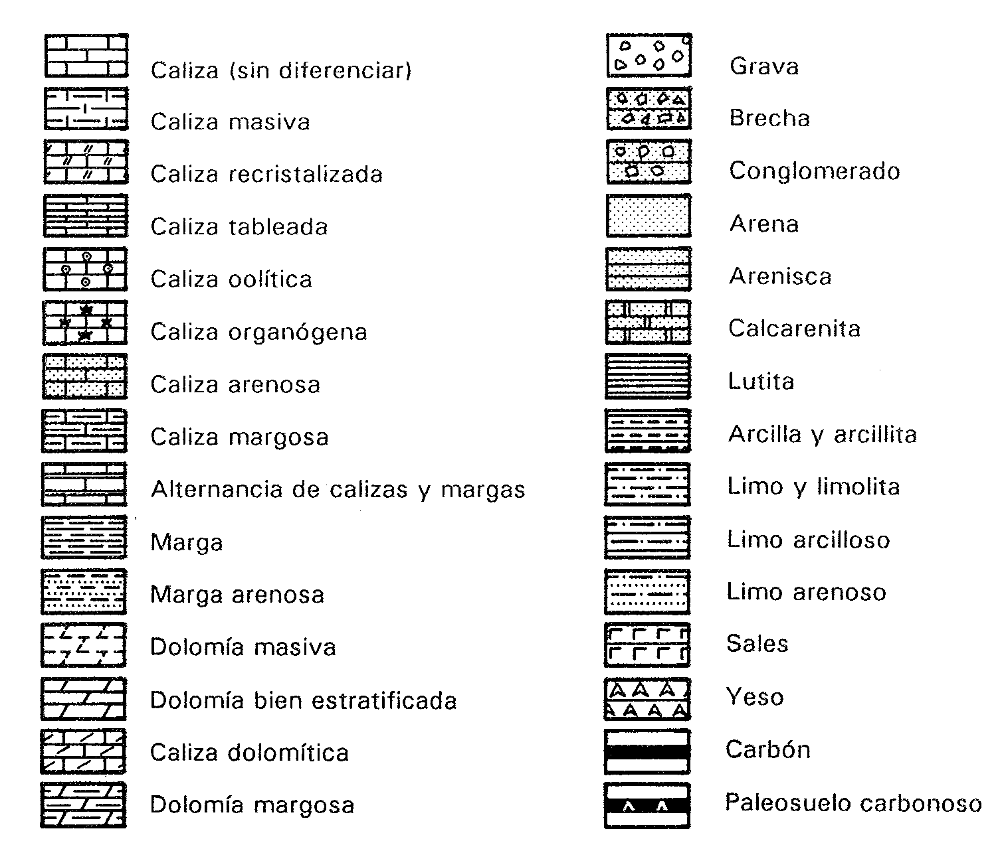 Caliza (sin diferenciar)
Caliza masiva
Caliza recristalizada
Caliza tableada
Caliza oolítica
Caliza organógena
Caliza arenosa
Caliza margosa
Alternancia de calizas y margas
Marga
Marga arenosa
Dolomía masiva
Dolomía bien estratificada
Caliza dolomítica
Dolomía margosa
Grava
Brecha
Conglomerado
Arena
Arenisca
Calcarenita
Lutita
Arcilla y arcillita
Limo y limolita
Limo arcilloso
Limo arenoso
Sales
Yeso
Carbón
Paleosuelo carbonoso